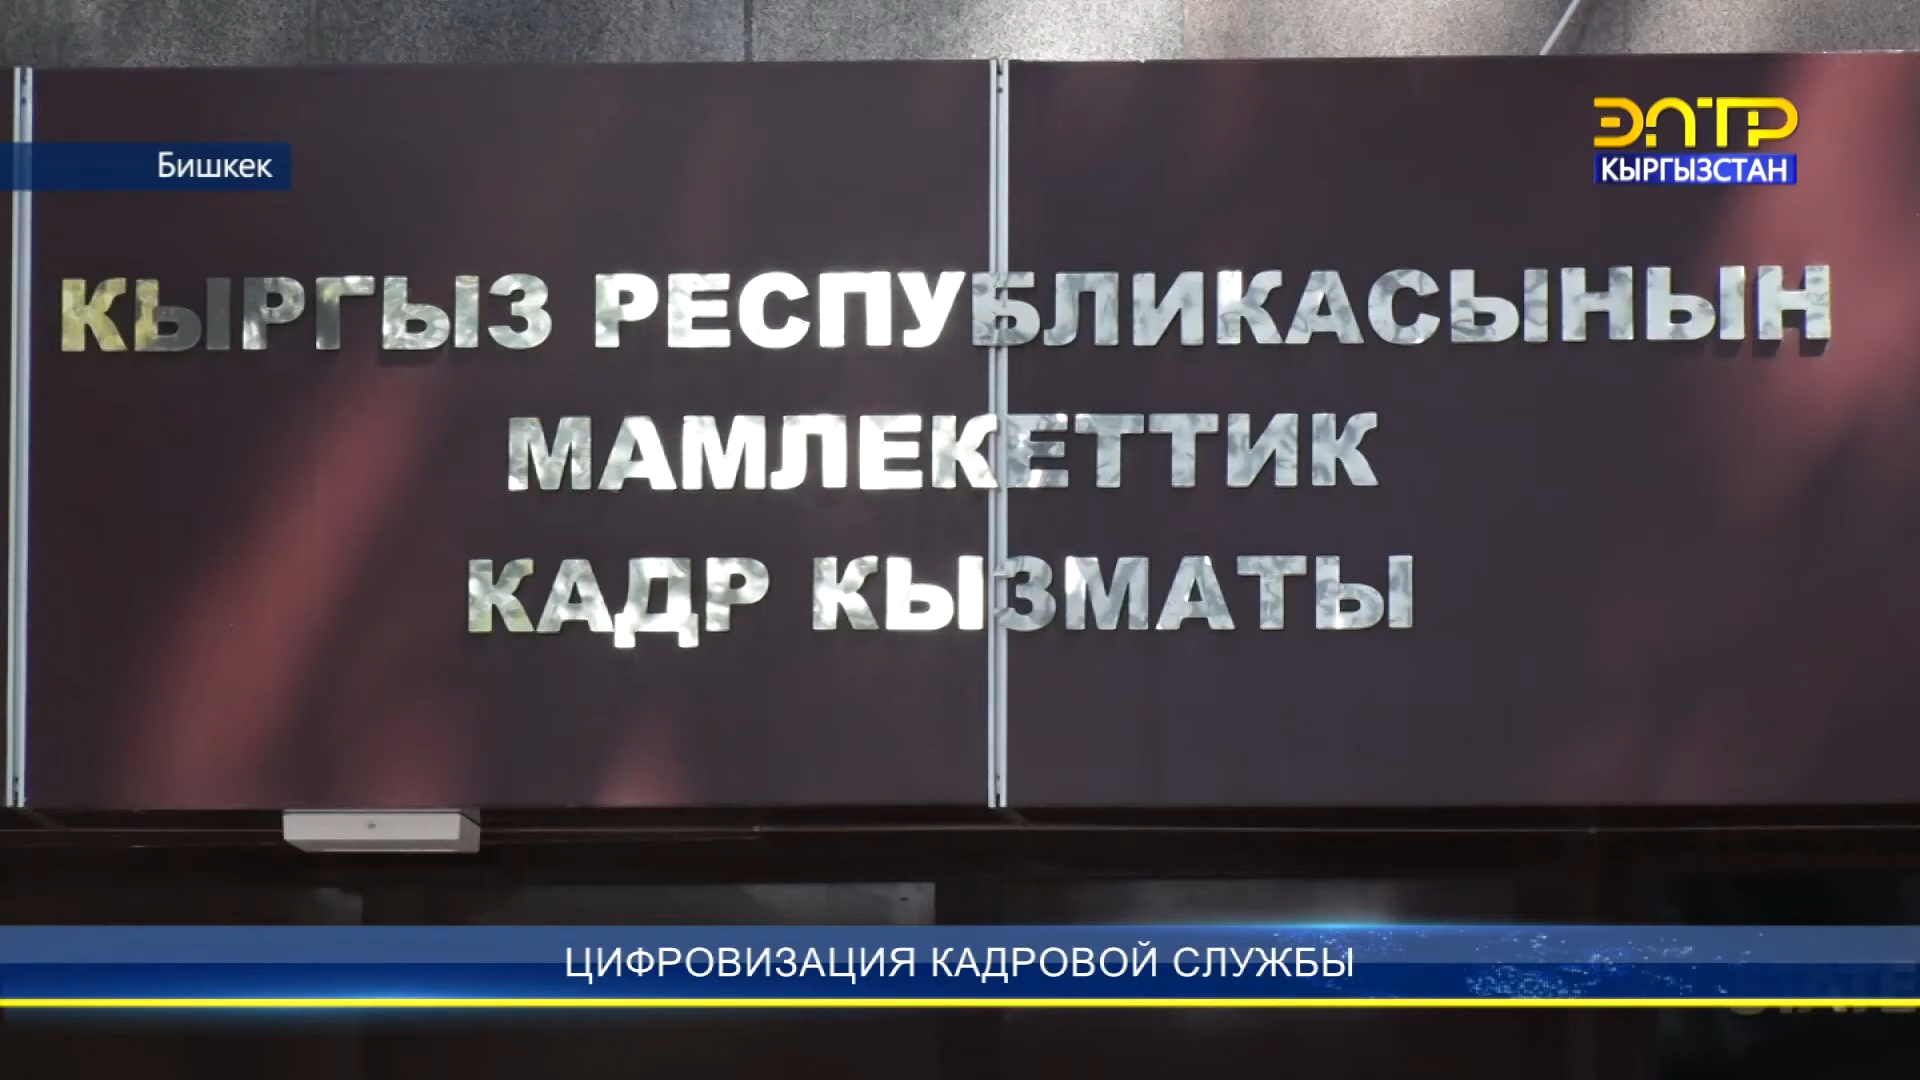 Бишкек
ЭЛТР
КЫРГЫЗСТАН
КЫРГЫЗ РЕСПУБЛИКАСЫНЫН
МАМЛЕКЕТТИК
КАДР КЫЗМАТЫ
ЦИФРОВИЗАЦИЯ КАДРОВОЙ СЛУЖБЫ